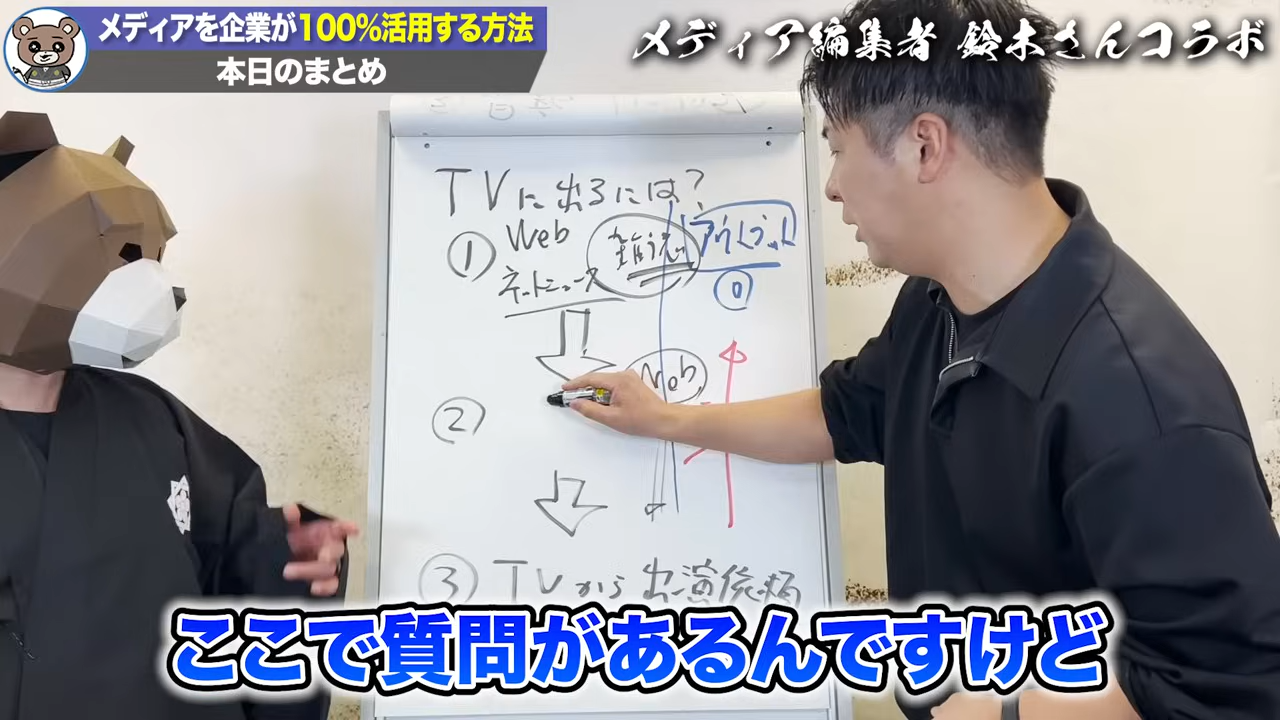 メディアを企業が100%活用する方法
本日のまとめ
メディア編集者 鈴木さんコラボ
TVに出るには?
① Web
ネットニュース
雑誌
アウトプット
⓪
Web
②
③ TVから出演依頼
ここで質問があるんですけど